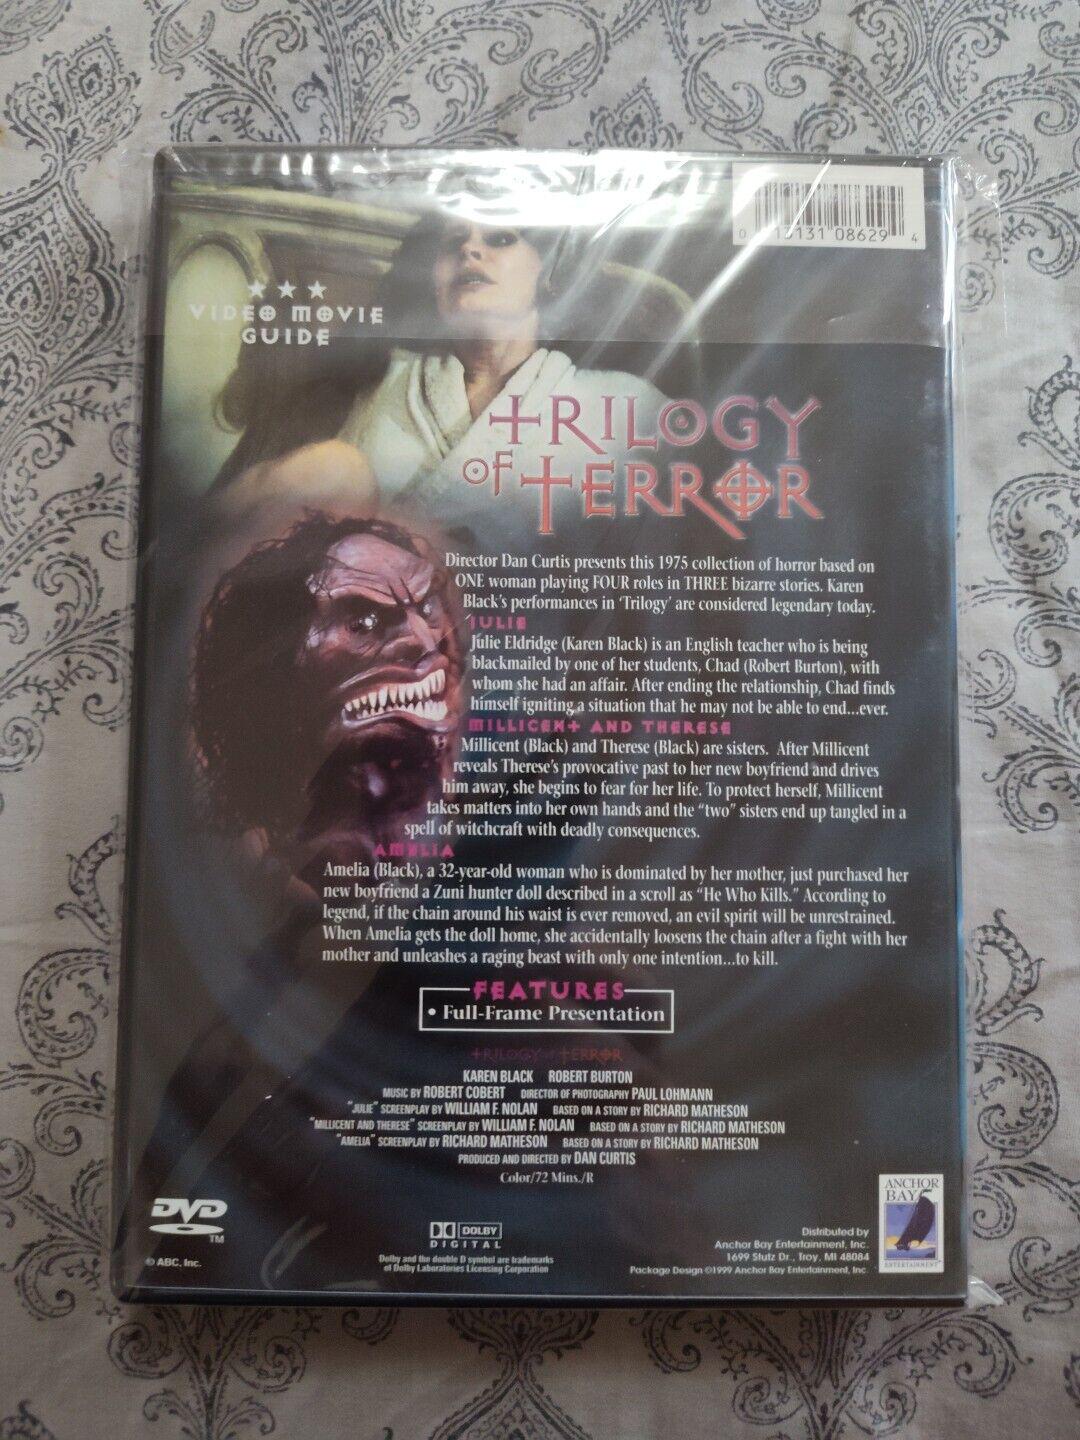 0 13131 08629 4
★ ★ ★
VIDEO MOVIE
GUIDE
TRILOGY
OF TERROR
Director Dan Curtis presents this 1975 collection of horror based on
ONE woman playing FOUR roles in THREE bizarre stories. Karen
Black's performances in 'Trilogy' are considered legendary today.
JULIE
Julie Eldridge (Karen Black) is an English teacher who is being
blackmailed by one of her students, Chad (Robert Burton), with
whom she had an affair. After ending the relationship, Chad finds
himself igniting a situation that he may not be able to end...ever.
MILLICENT AND THERESE
Millicent (Black) and Therese (Black) are sisters. After Millicent
reveals Therese's provocative past to her new boyfriend and drives
him away, she begins to fear for her life. To protect herself, Millicent
takes matters into her own hands and the "two" sisters end up tangled in a
spell of witchcraft with deadly consequences.
AMELIA
Amelia (Black), a 32-year-old woman who is dominated by her mother, just purchased her
new boyfriend a Zuni hunter doll described in a scroll as "He Who Kills." According to
legend, if the chain around his waist is ever removed, an evil spirit will be unrestrained.
When Amelia gets the doll home, she accidentally loosens the chain after a fight with her
mother and unleashes a raging beast with only one intention...to kill.
FEATURES
• Full-Frame Presentation
TRILOGY OF TERROR
KAREN BLACK ROBERT BURTON
MUSIC BY ROBERT COBERT DIRECTOR OF PHOTOGRAPHY PAUL LOHMANN
"JULIE" SCREENPLAY BY WILLIAM F. NOLAN BASED ON A STORY BY RICHARD MATHESON
"MILLICENT AND THERESE" SCREENPLAY BY WILLIAM F. NOLAN BASED ON A STORY BY RICHARD MATHESON
"AMELIA" SCREENPLAY BY RICHARD MATHESON BASED ON A STORY BY RICHARD MATHESON
PRODUCED AND DIRECTED BY DAN CURTIS
Color/72 Mins./R
DVD
TM
© ABC, Inc.
DOLBY
DIGITAL
Dolby and the double D symbol are trademarks
of Dolby Laboratories Licensing Corporation
Distributed by
Anchor Bay Entertainment, Inc.
1699 Stutz Dr., Troy, MI 48084
Package Design ©1999 Anchor Bay Entertainment, Inc.
ANCHOR
BAY
ENTERTAINMENT